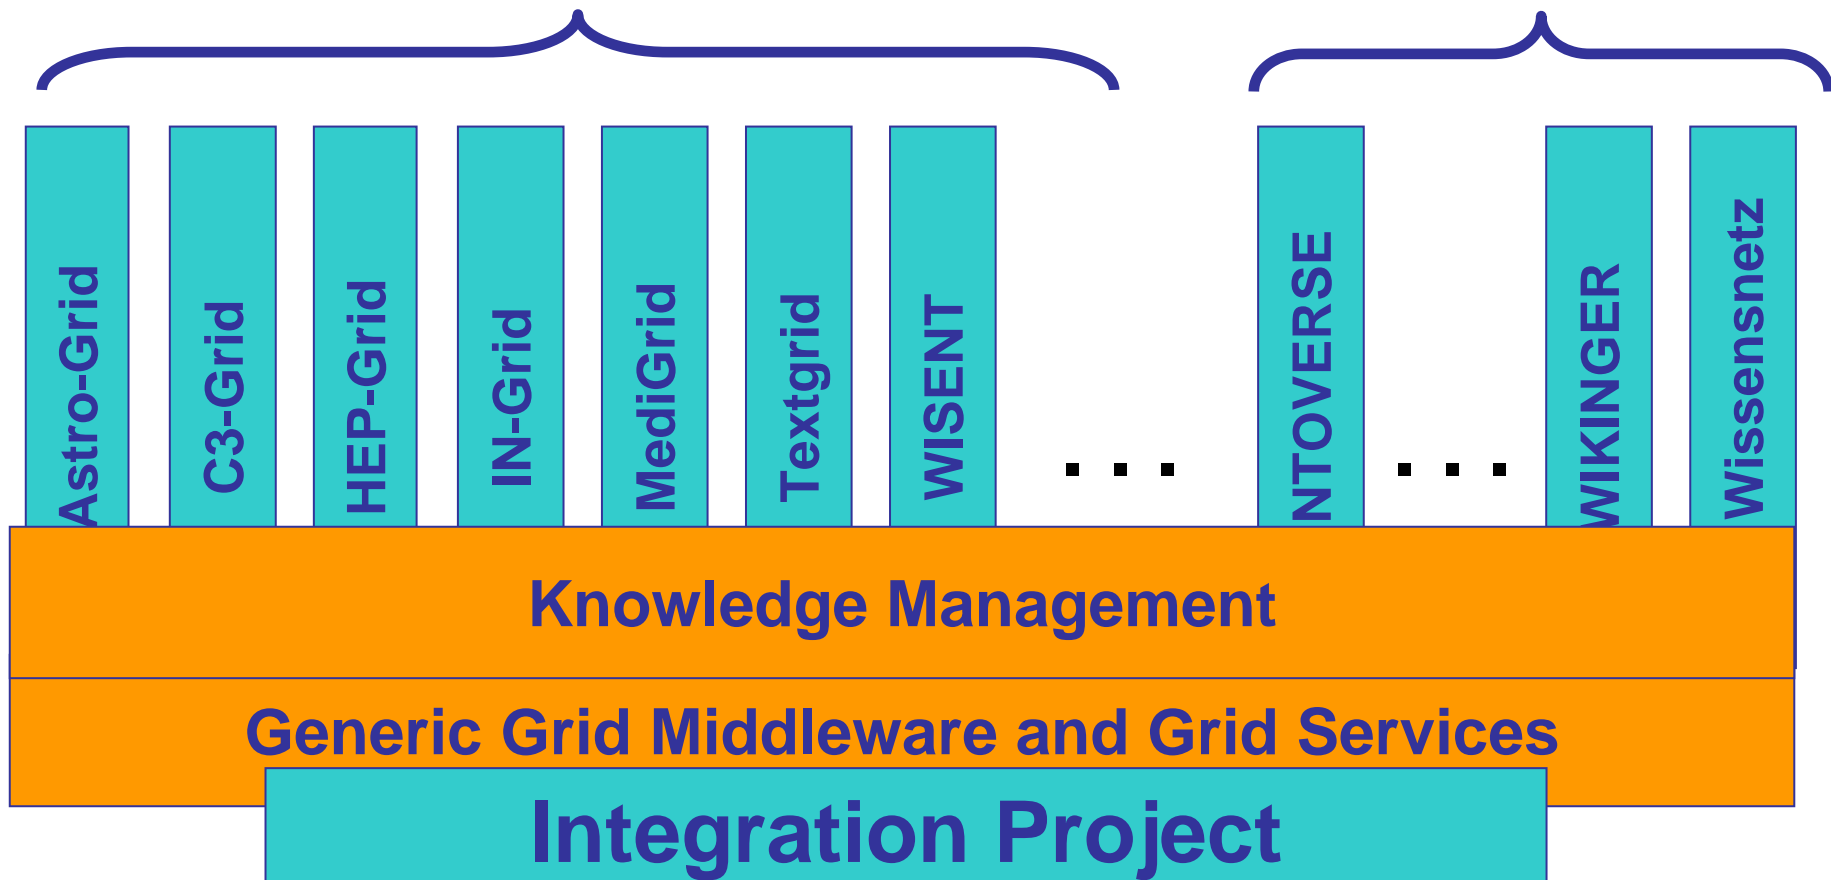 Astro-Grid
C3-Grid
HEP-Grid
IN-Grid
MediGrid
Textgrid
WISENT
...
NTOVERSE
...
WIKINGER
Wissensnetz
Knowledge Management
Generic Grid Middleware and Grid Services
Integration Project